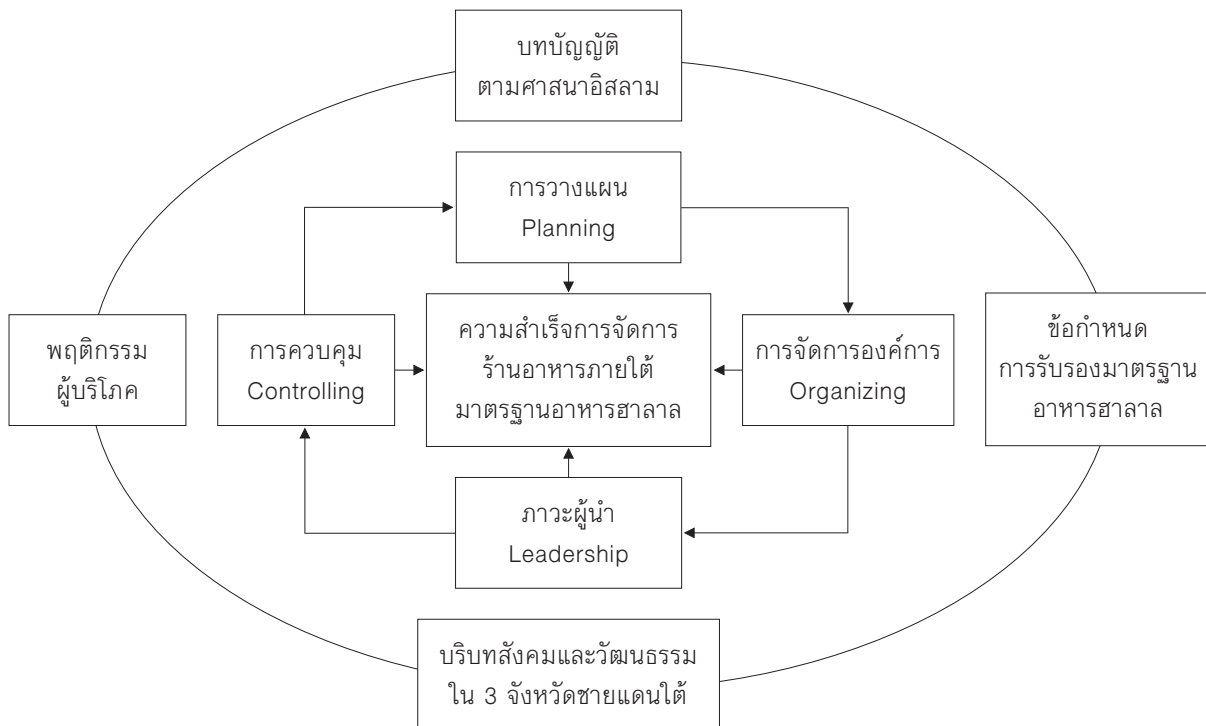 บทบัญญัติ
ตามศาสนาอิสลาม
การวางแผน
Planning
พฤติกรรม
ผู้บริโภค
การควบคุม
Controlling
ความสำเร็จการจัดการ
ร้านอาหารภายใต้
มาตรฐานอาหารฮาลาล
การจัดการองค์การ
Organizing
ข้อกำหนด
การรับรองมาตรฐาน
อาหารฮาลาล
ภาวะผู้นำ
Leadership
บริบทสังคมและวัฒนธรรม
ใน 3 จังหวัดชายแดนใต้